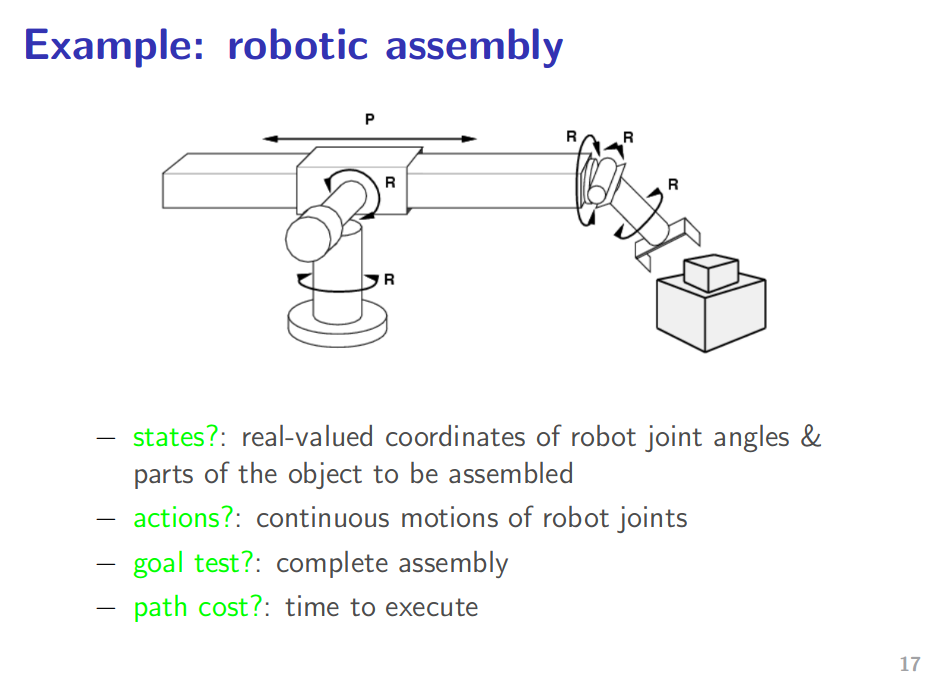 Example: robotic assembly
P
R
R
R
R
R
– states?: real-valued coordinates of robot joint angles &
parts of the object to be assembled
– actions?: continuous motions of robot joints
– goal test?: complete assembly
– path cost?: time to execute
17